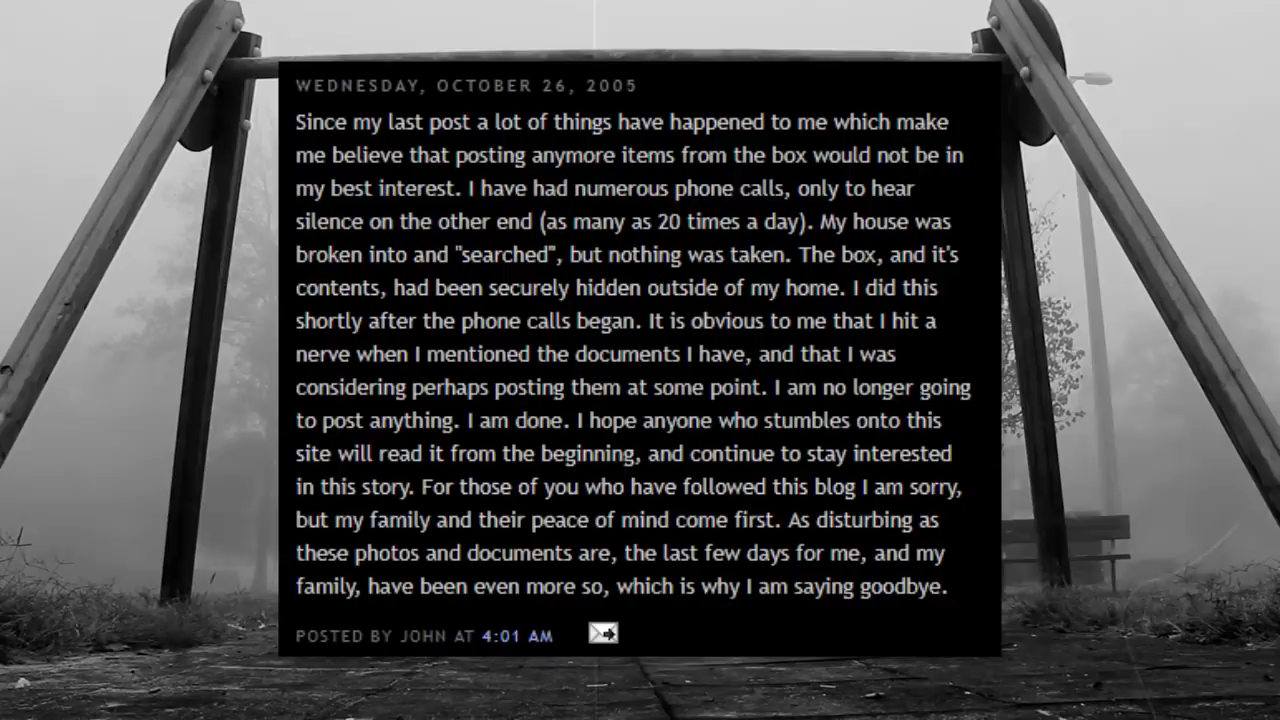 WEDNESDAY, OCTOBER 26, 2005
Since my last post a lot of things have happened to me which make
me believe that posting anymore items from the box would not be in
my best interest. I have had numerous phone calls, only to hear
silence on the other end (as many as 20 times a day). My house was
broken into and "searched", but nothing was taken. The box, and it's
contents, had been securely hidden outside of my home. I did this
shortly after the phone calls began. It is obvious to me that I hit a
nerve when I mentioned the documents I have, and that I was
considering perhaps posting them at some point. I am no longer going
to post anything. I am done. I hope anyone who stumbles onto this
site will read it from the beginning, and continue to stay interested
in this story. For those of you who have followed this blog I am sorry,
but my family and their peace of mind come first. As disturbing as
these photos and documents are, the last few days for me, and my
family, have been even more so, which is why I am saying goodbye.
POSTED BY JOHN AT 4:01 AM